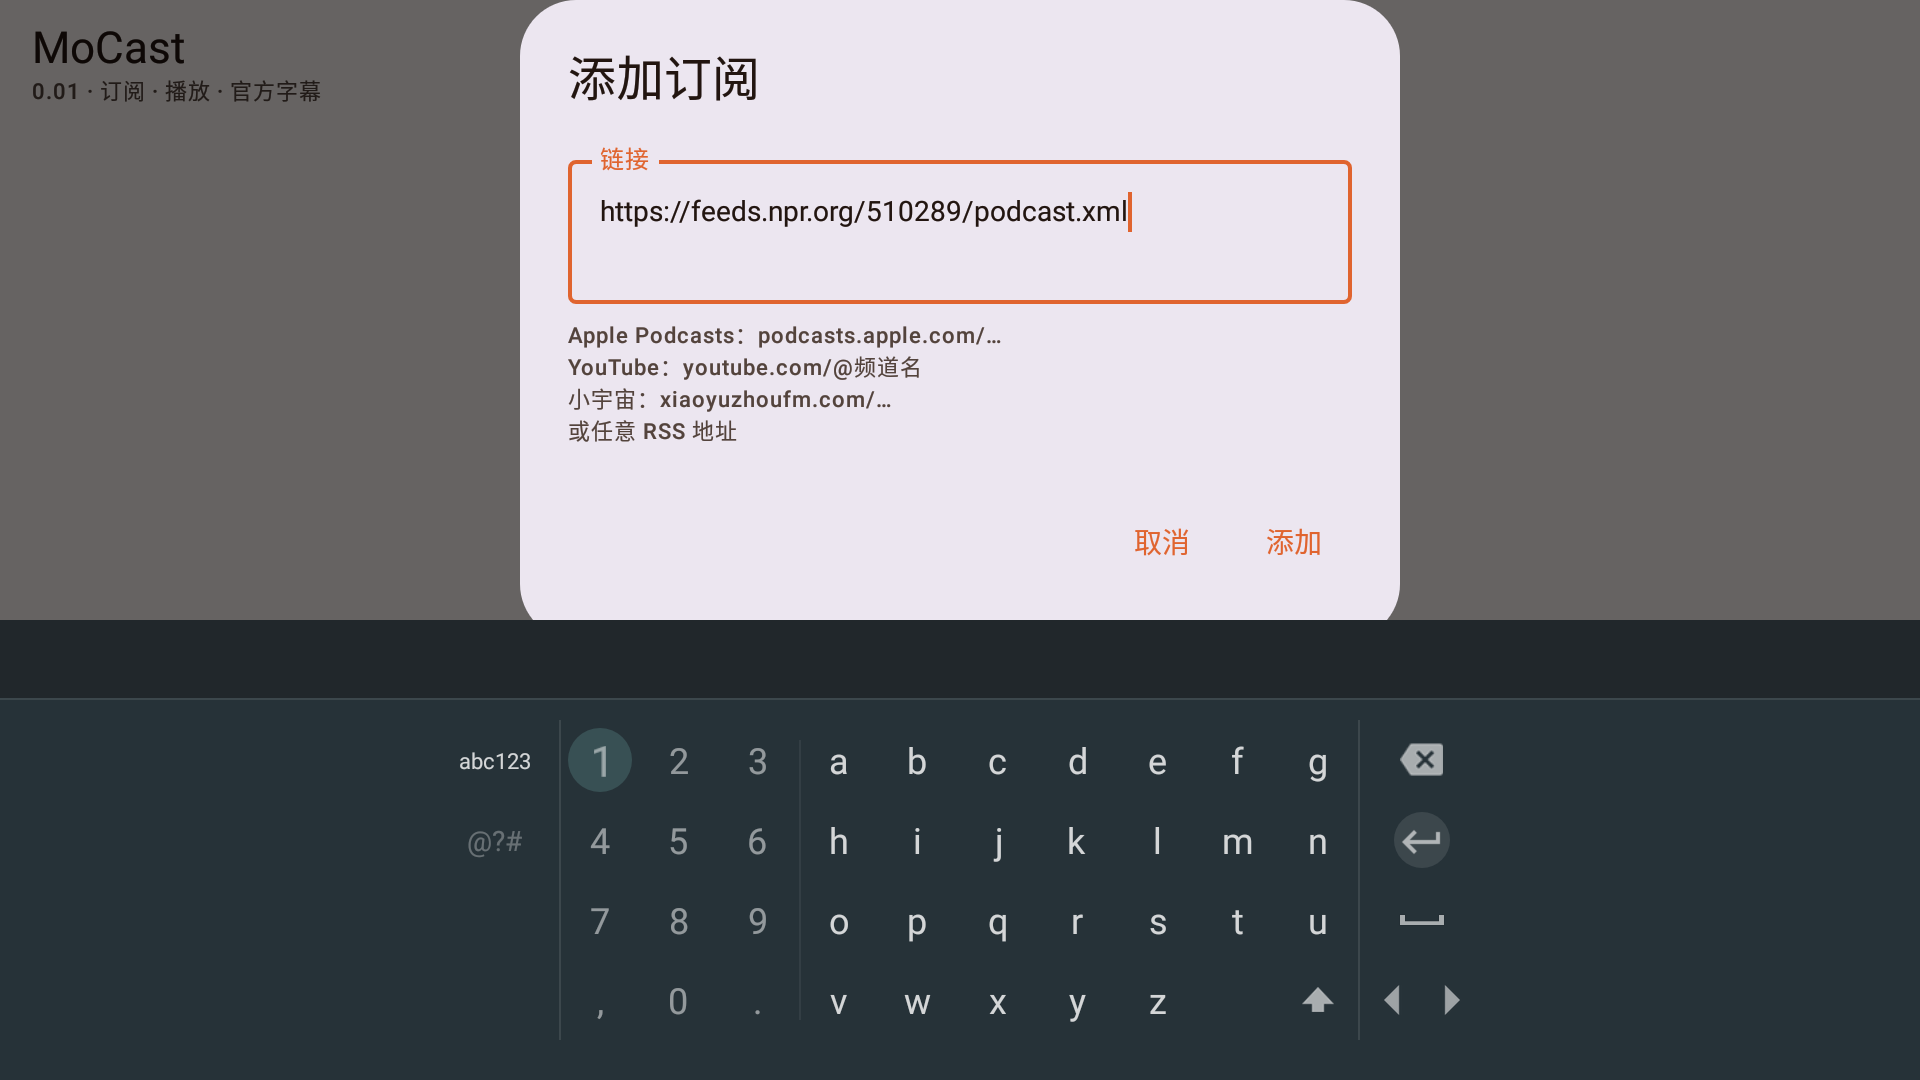 MoCast
0.01 · 订阅 · 播放 · 官方字幕
添加订阅
链接
https://feeds.npr.org/510289/podcast.xml
Apple Podcasts：podcasts.apple.com/…
YouTube：youtube.com/@频道名
小宇宙：xiaoyuzhoufm.com/…
或任意 RSS 地址
取消 添加
abc123 1 2 3 a b c d e f g
@?# 4 5 6 h i j k l m n
7 8 9 o p q r s t u
, 0 . v w x y z